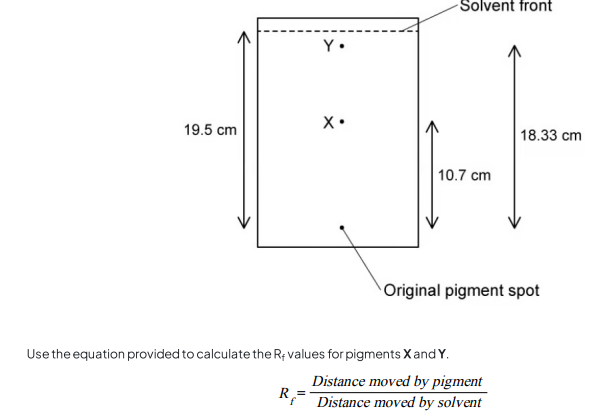 Solvent front
Y
X
19.5 cm
18.33 cm
10.7 cm
Original pigment spot
Use the equation provided to calculate the Rf values for pigments X and Y.
Rf = Distance moved by pigment / Distance moved by solvent